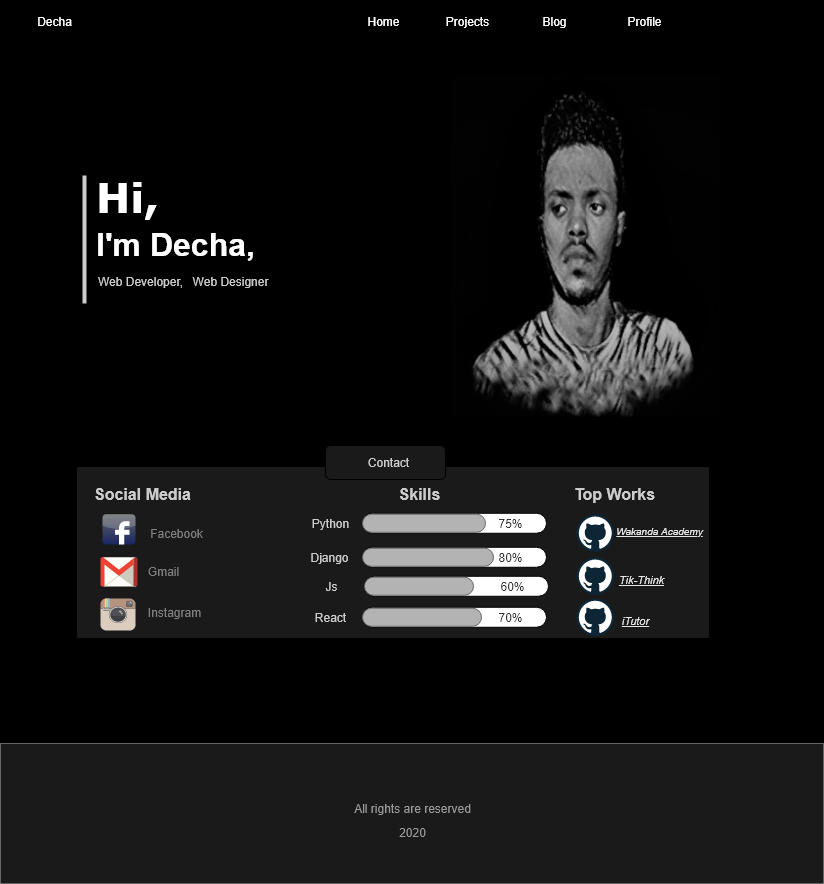 Decha
Home Projects Blog Profile
Hi,
I'm Decha,
Web Developer, Web Designer
Contact
Social Media
Facebook
Gmail
Instagram
Skills
Python 75%
Django 80%
Js 60%
React 70%
Top Works
Wakanda Academy
Tik-Think
iTutor
All rights are reserved
2020